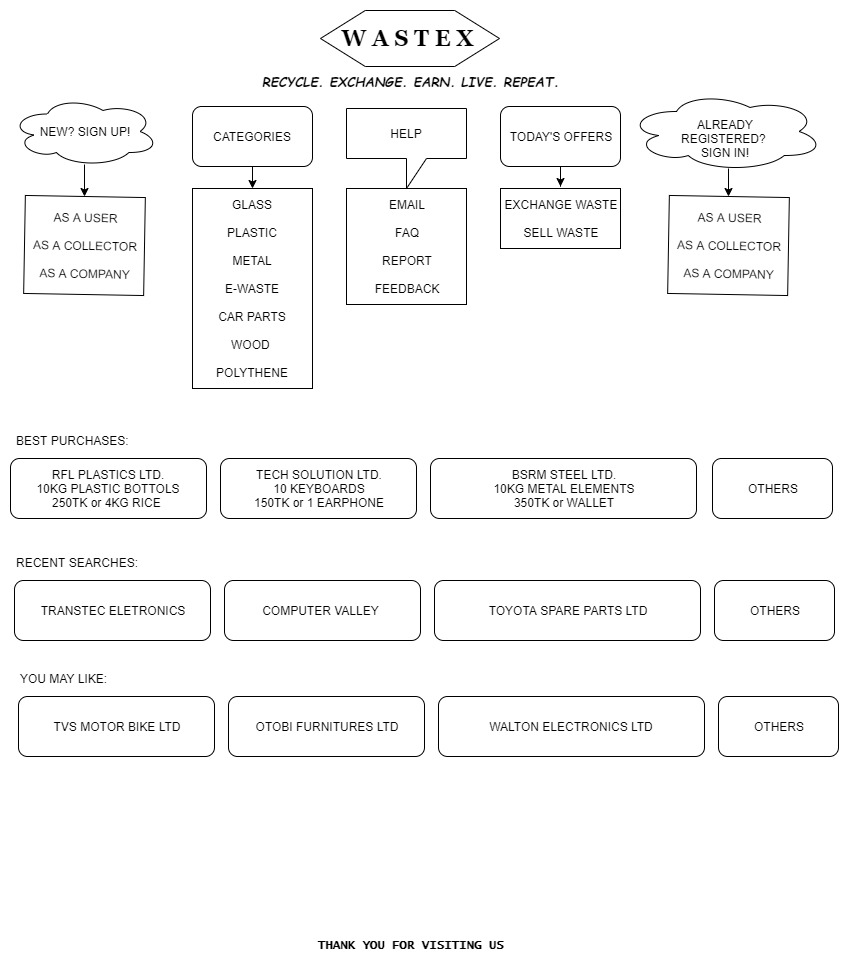 WASTEX
RECYCLE. EXCHANGE. EARN. LIVE. REPEAT.
NEW? SIGN UP!
AS A USER
AS A COLLECTOR
AS A COMPANY
CATEGORIES
GLASS
PLASTIC
METAL
E-WASTE
CAR PARTS
WOOD
POLYTHENE
HELP
EMAIL
FAQ
REPORT
FEEDBACK
TODAY'S OFFERS
EXCHANGE WASTE
SELL WASTE
ALREADY
REGISTERED?
SIGN IN!
AS A USER
AS A COLLECTOR
AS A COMPANY
BEST PURCHASES:
RFL PLASTICS LTD.
10KG PLASTIC BOTTOLS
250TK or 4KG RICE
TECH SOLUTION LTD.
10 KEYBOARDS
150TK or 1 EARPHONE
BSRM STEEL LTD.
10KG METAL ELEMENTS
350TK or WALLET
OTHERS
RECENT SEARCHES:
TRANSTEC ELETRONICS
COMPUTER VALLEY
TOYOTA SPARE PARTS LTD
OTHERS
YOU MAY LIKE:
TVS MOTOR BIKE LTD
OTOBI FURNITURES LTD
WALTON ELECTRONICS LTD
OTHERS
THANK YOU FOR VISITING US